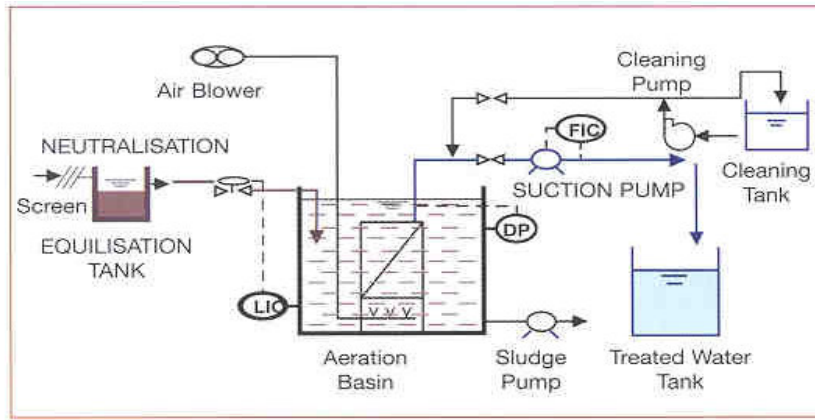 Air Blower
Cleaning
Pump
FIC
NEUTRALISATION
Screen
SUCTION PUMP
Cleaning
Tank
EQUILISATION
TANK
DP
LIC
V V V
Aeration
Basin
Sludge
Pump
Treated Water
Tank